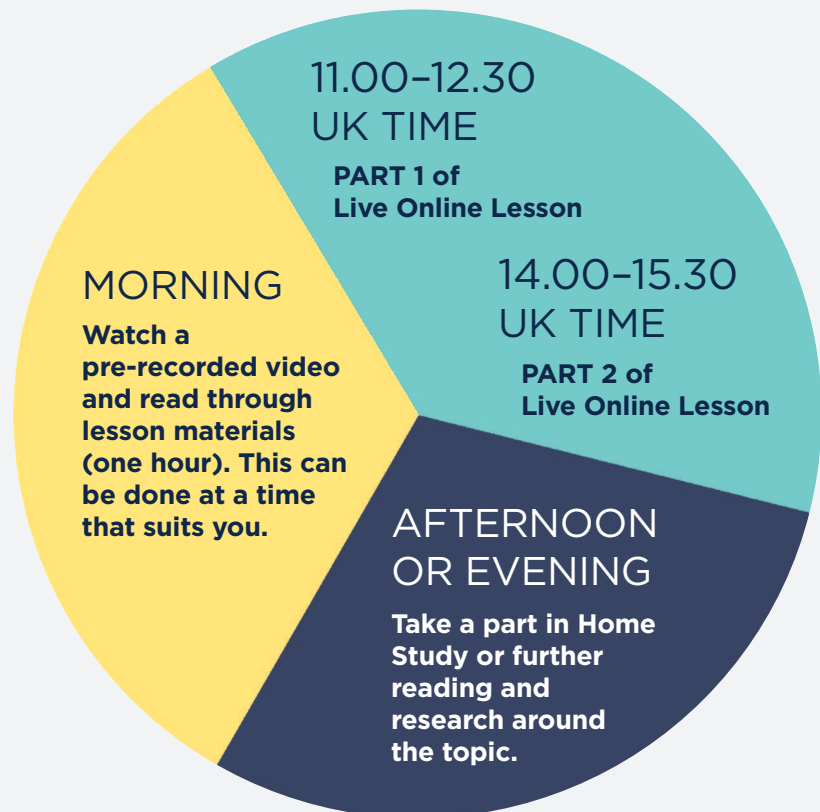 11.00–12.30
UK TIME
PART 1 of
Live Online Lesson
14.00–15.30
UK TIME
PART 2 of
Live Online Lesson
MORNING
Watch a
pre-recorded video
and read through
lesson materials
(one hour). This can
be done at a time
that suits you.
AFTERNOON
OR EVENING
Take a part in Home
Study or further
reading and
research around
the topic.